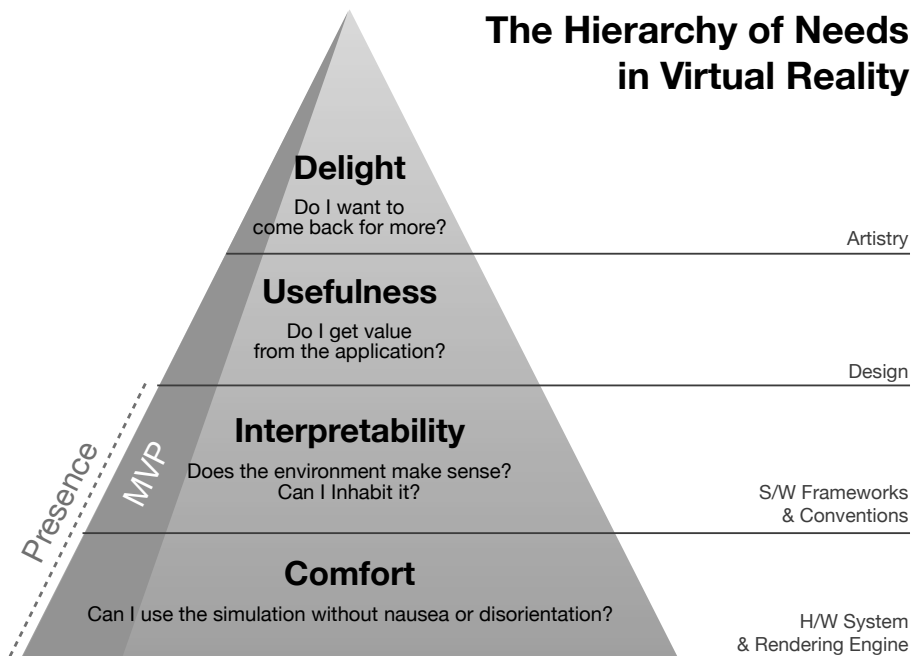 The Hierarchy of Needs
in Virtual Reality
Delight
Do I want to
come back for more?
Artistry
Usefulness
Do I get value
from the application?
Design
Presence
MVP
Interpretability
Does the environment make sense?
Can I Inhabit it?
S/W Frameworks
& Conventions
Comfort
Can I use the simulation without nausea or disorientation?
H/W System
& Rendering Engine